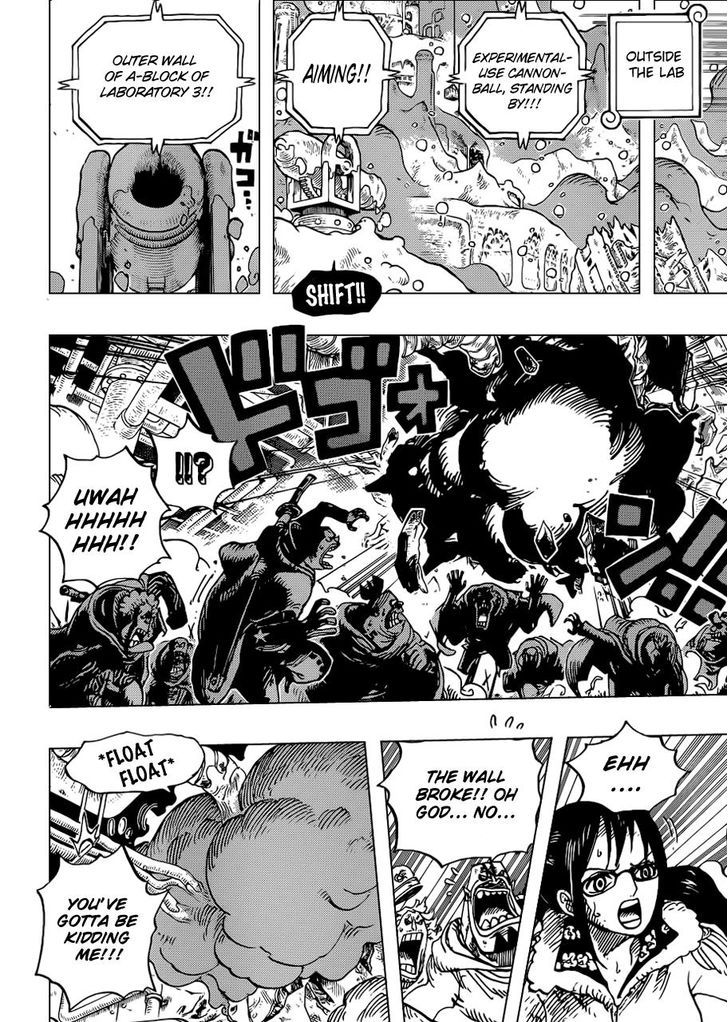 OUTSIDE
THE LAB
EXPERIMENTAL-
USE CANNON-
BALL, STANDING
BY!!!
AIMING!!
OUTER WALL
OF A-BLOCK OF
LABORATORY 3!!
ガコ…
SHIFT!!
ドゴォ
ン!!
!!?
UWAH
HHHHH
HHH!!
EHH
....
THE WALL
BROKE!! OH
GOD... NO...
*FLOAT
FLOAT*
YOU'VE
GOTTA BE
KIDDING
ME!!!